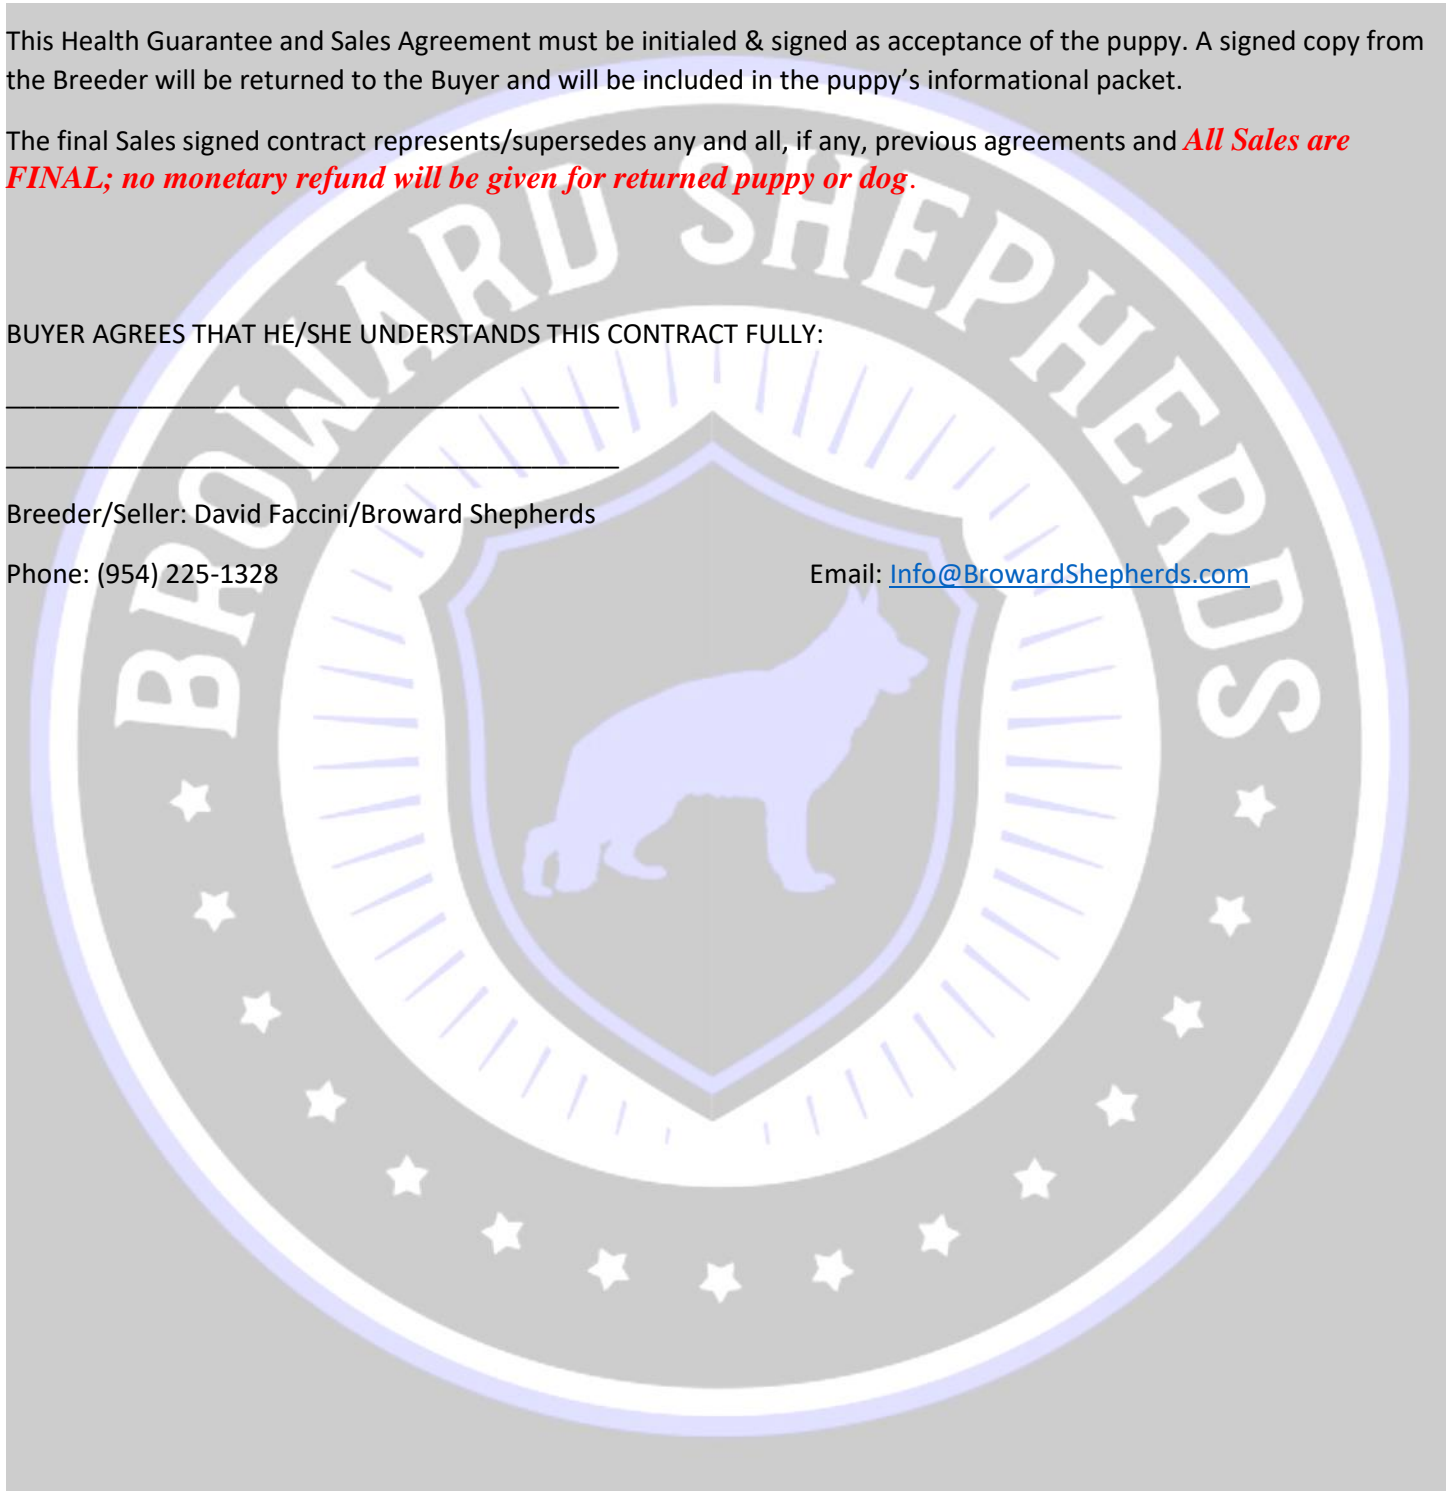 This Health Guarantee and Sales Agreement must be initialed & signed as acceptance of the puppy. A signed copy from
the Breeder will be returned to the Buyer and will be included in the puppy’s informational packet.
The final Sales signed contract represents/supersedes any and all, if any, previous agreements and All Sales are
FINAL; no monetary refund will be given for returned puppy or dog.
BROWARD SHEPHERDS
BUYER AGREES THAT HE/SHE UNDERSTANDS THIS CONTRACT FULLY:
Breeder/Seller: David Faccini/Broward Shepherds
Phone: (954) 225-1328 Email: Info@BrowardShepherds.com